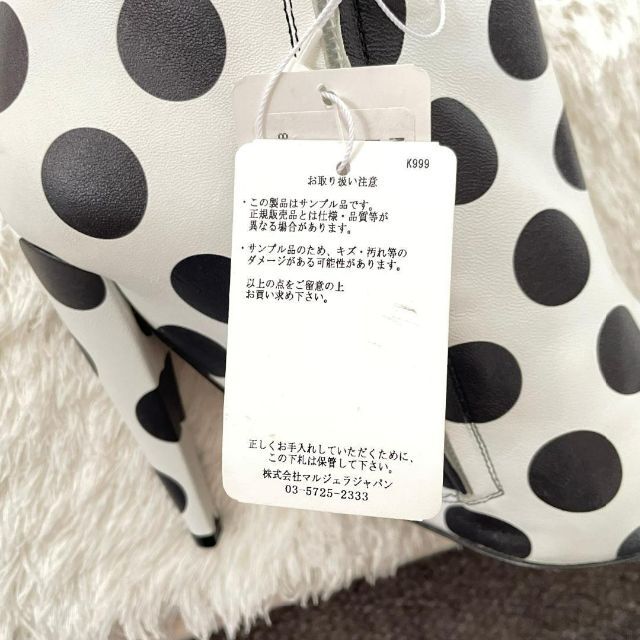 K999
お取り扱い注意
・この製品はサンプル品です。
正規販売品とは仕様・品質等が
異なる場合があります。
・サンプル品のため、キズ・汚れ等の
ダメージがある可能性があります。
以上の点をご留意の上
お買い求め下さい。
正しくお手入れしていただくために、
この下札は保管して下さい。
株式会社マルジェラジャパン
03-5725-2333